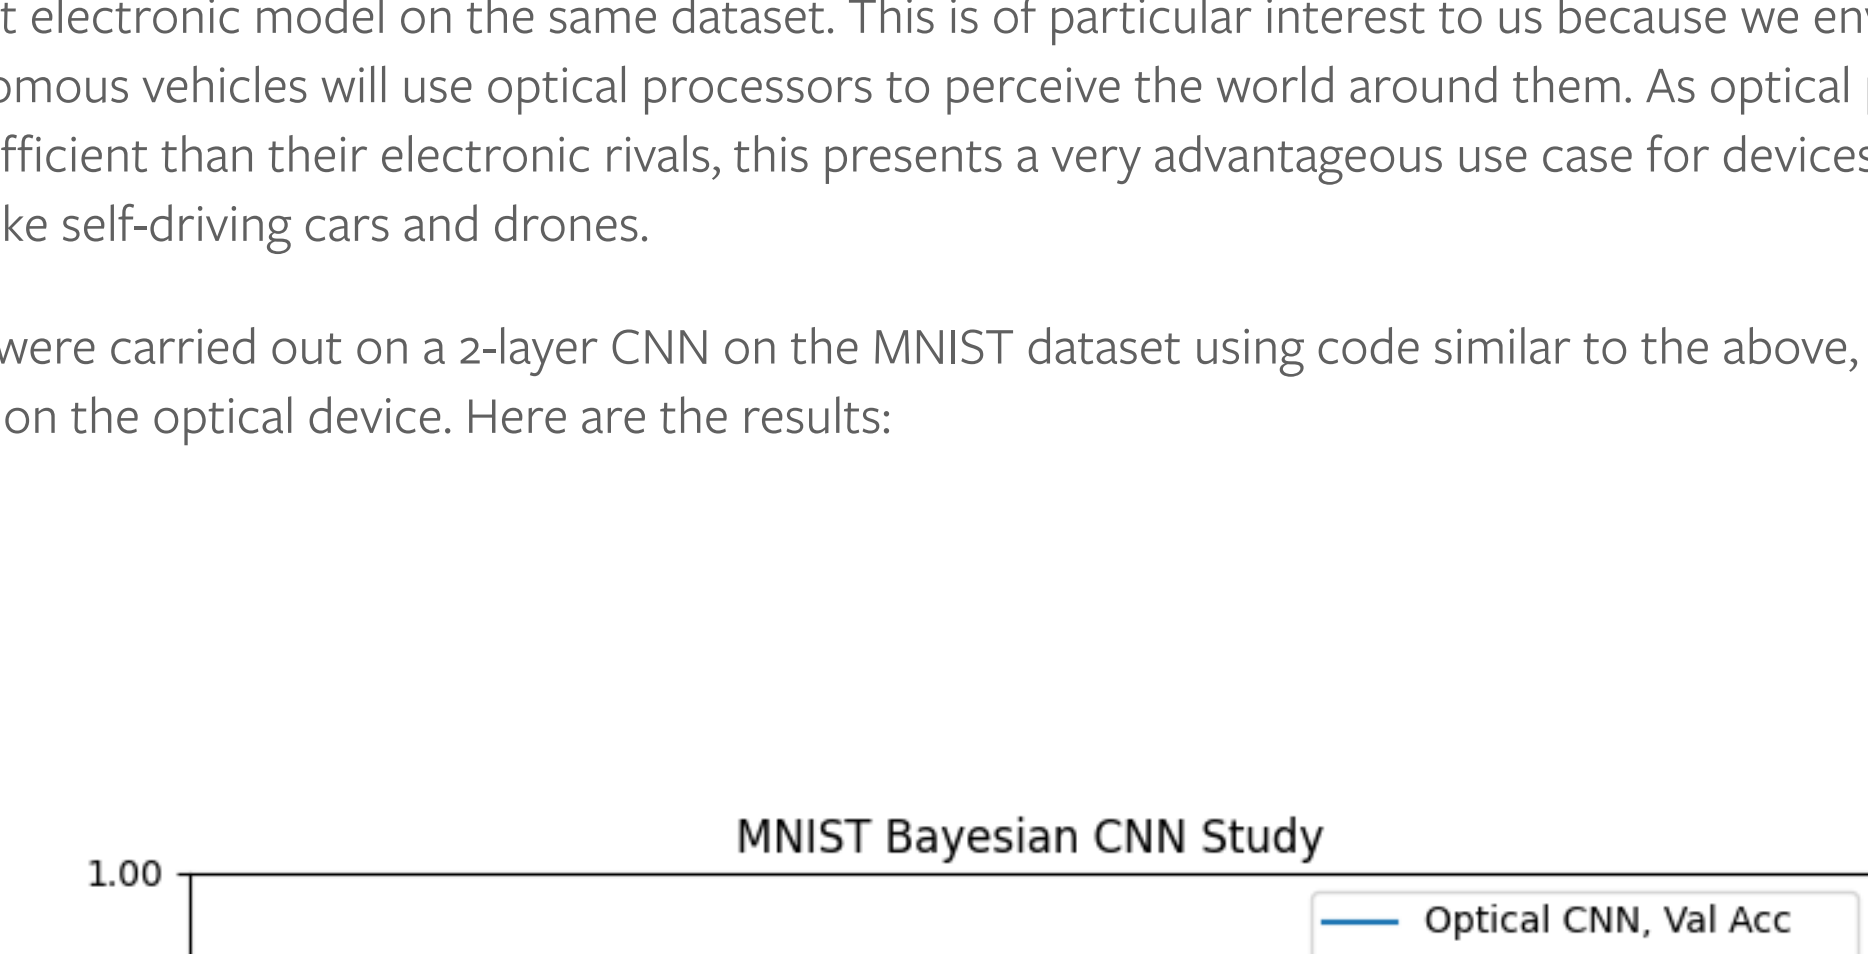 t electronic model on the same dataset. This is of particular interest to us because we env
omous vehicles will use optical processors to perceive the world around them. As optical
fficient than their electronic rivals, this presents a very advantageous use case for devices
ke self-driving cars and drones.
were carried out on a 2-layer CNN on the MNIST dataset using code similar to the above,
on the optical device. Here are the results:
MNIST Bayesian CNN Study
1.00
Optical CNN, Val Acc